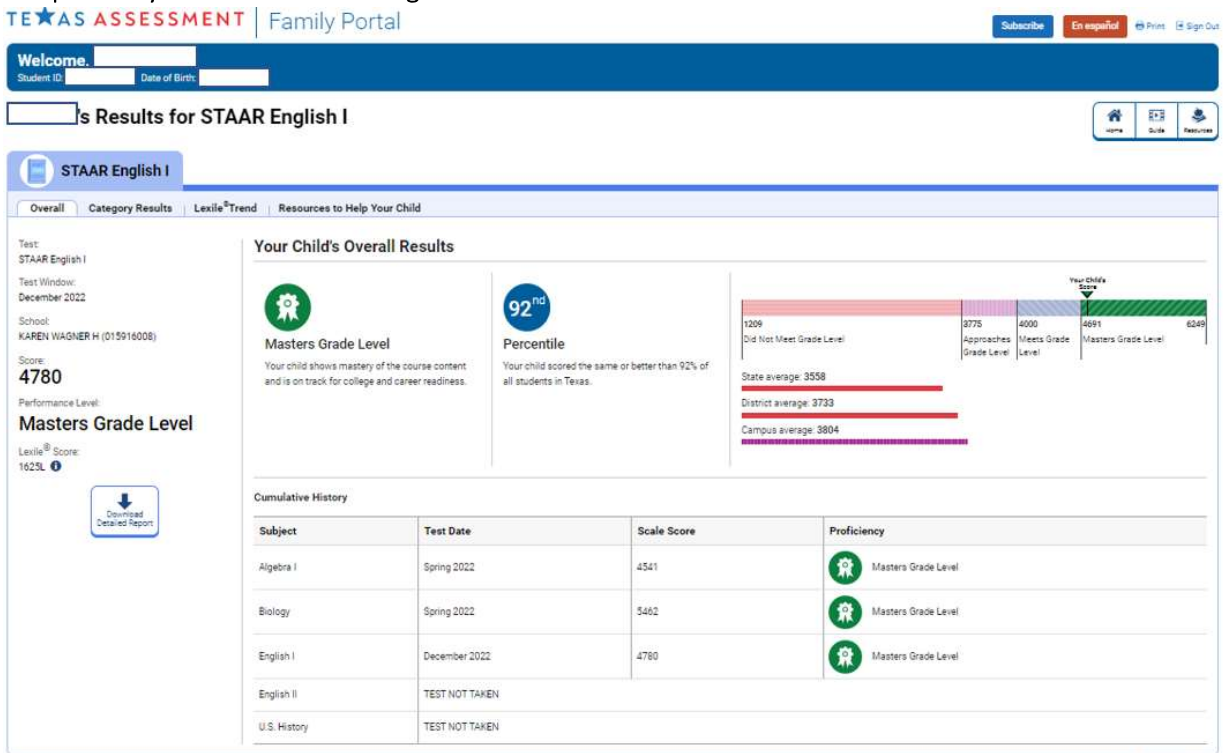 TEXAS ASSESSMENT Family Portal
Subscribe En español Print Sign Out
Welcome,
Student ID: Date of Birth:
's Results for STAAR English I
Home Guide Resources
STAAR English I
Overall Category Results Lexile® Trend Resources to Help Your Child
Test:
STAAR English I
Test Window:
December 2022
School:
KAREN WAGNER H (015916008)
Score:
4780
Performance Level:
Masters Grade Level
Lexile® Score:
1625L
Download
Detailed Report
Your Child's Overall Results
Masters Grade Level
Your child shows mastery of the course content
and is on track for college and career readiness.
92nd
Percentile
Your child scored the same or better than 92% of
all students in Texas.
Your Child's
Score
1209 3775 4000 4691 6249
Did Not Meet Grade Level Approaches Meets Grade Masters Grade Level
Grade Level Level
State average: 3558
District average: 3733
Campus average: 3804
Cumulative History
Subject Test Date Scale Score Proficiency
Algebra I Spring 2022 4541 Masters Grade Level
Biology Spring 2022 5462 Masters Grade Level
English I December 2022 4780 Masters Grade Level
English II TEST NOT TAKEN
U.S. History TEST NOT TAKEN